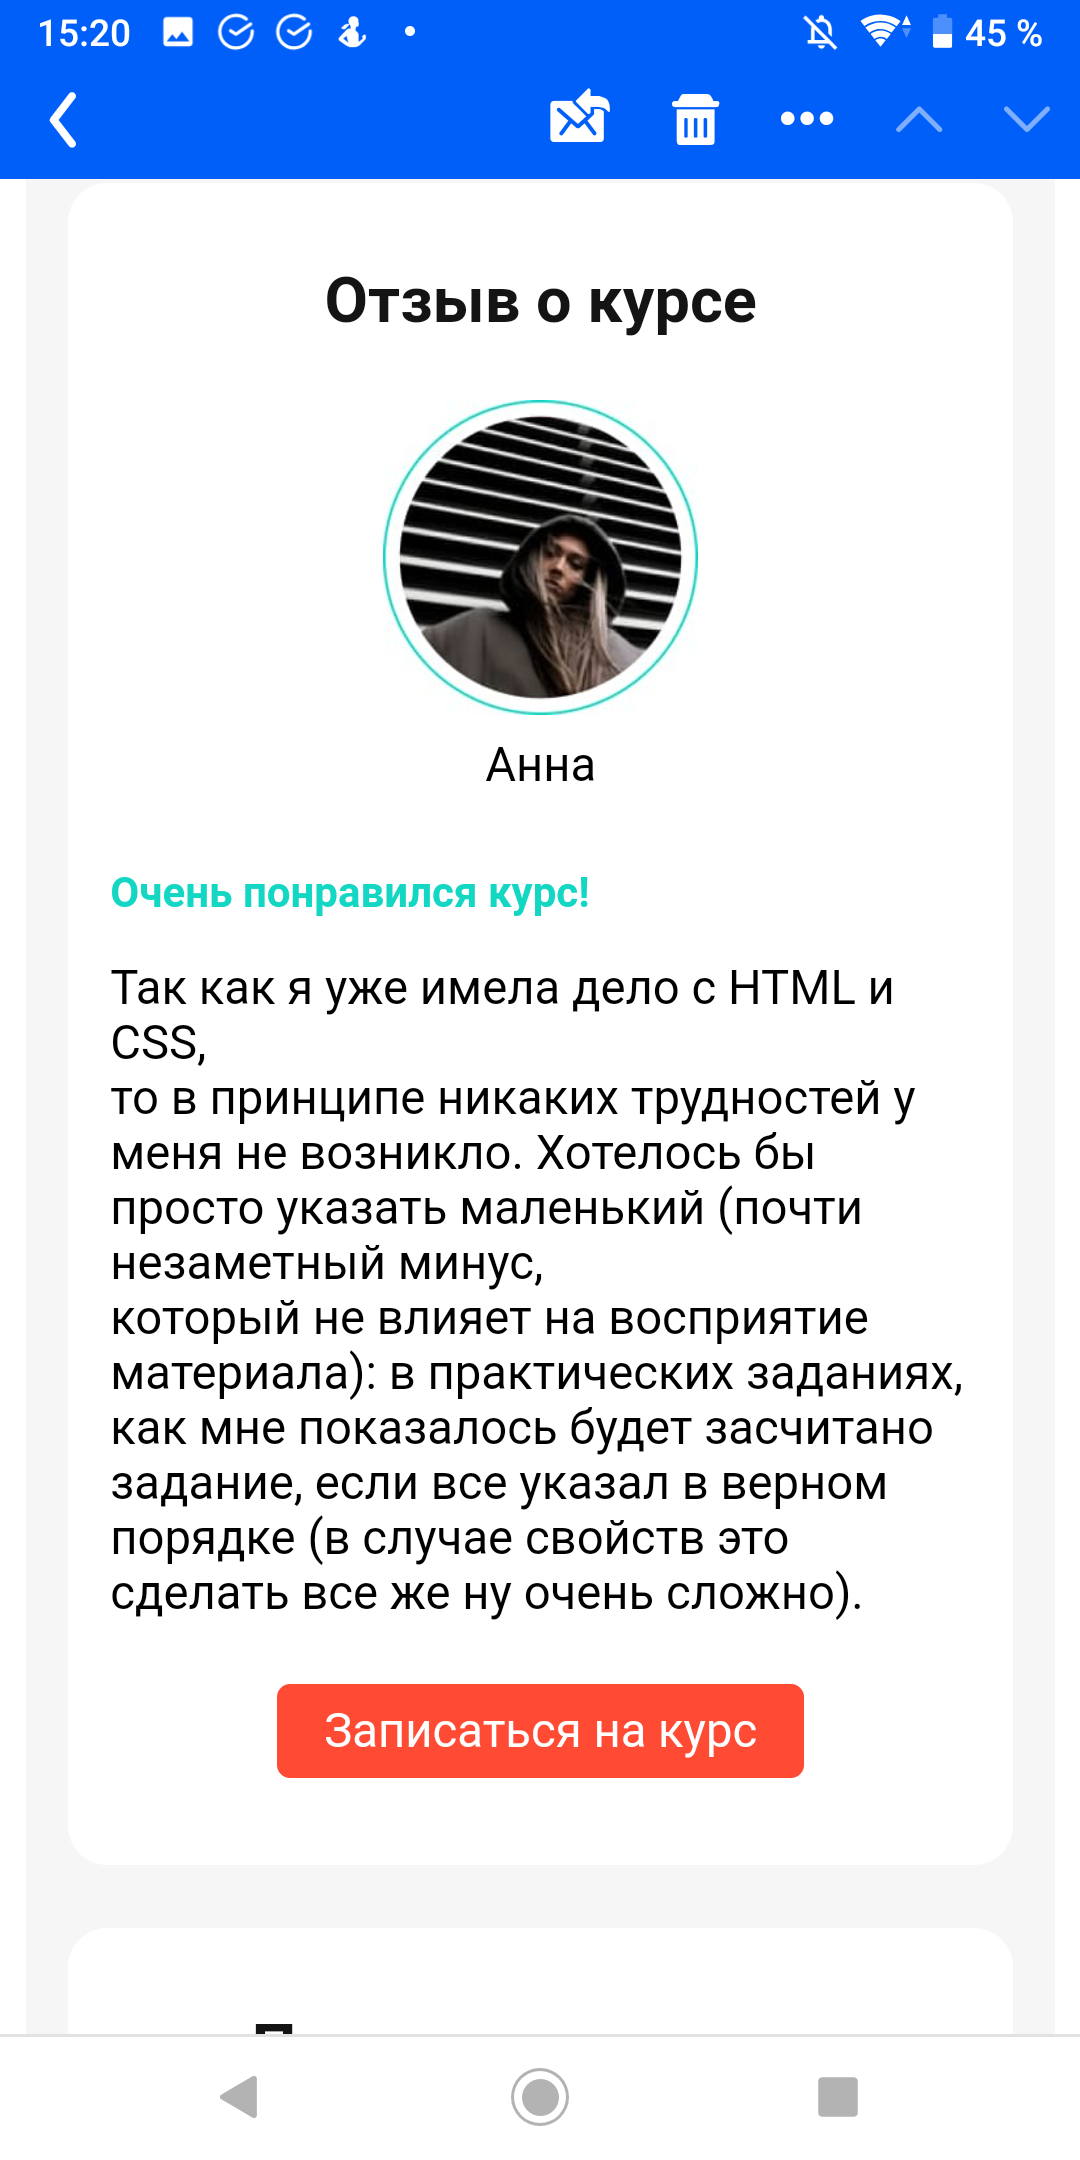 15:20
45 %
Отзыв о курсе
Анна
Очень понравился курс!
Так как я уже имела дело с HTML и
CSS,
то в принципе никаких трудностей у
меня не возникло. Хотелось бы
просто указать маленький (почти
незаметный минус,
который не влияет на восприятие
материала): в практических заданиях,
как мне показалось будет засчитано
задание, если все указал в верном
порядке (в случае свойств это
сделать все же ну очень сложно).
Записаться на курс